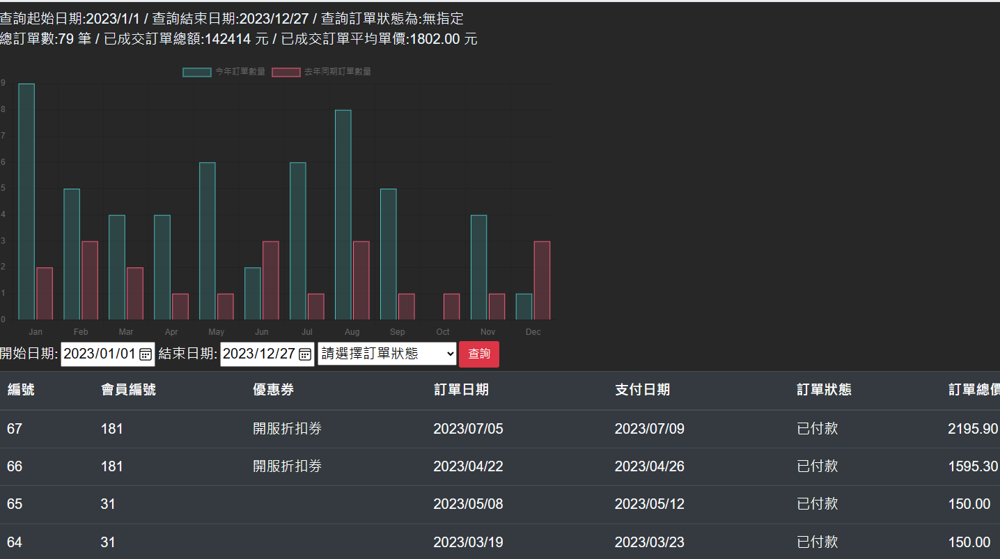 查詢起始日期:2023/1/1 / 查詢結束日期:2023/12/27 / 查詢訂單狀態為:無指定
總訂單數:79 筆 / 已成交訂單總額:142414 元 / 已成交訂單平均單價:1802.00 元
今年訂單數量 去年同期訂單數量
9
8
7
6
5
4
3
2
1
0
Jan Feb Mar Apr May Jun Jul Aug Sep Oct Nov Dec
開始日期: 2023/01/01 結束日期: 2023/12/27 請選擇訂單狀態 查詢
編號 會員編號 優惠券 訂單日期 支付日期 訂單狀態 訂單總價
67 181 開服折扣券 2023/07/05 2023/07/09 已付款 2195.90
66 181 開服折扣券 2023/04/22 2023/04/26 已付款 1595.30
65 31 2023/05/08 2023/05/12 已付款 150.00
64 31 2023/03/19 2023/03/23 已付款 150.00